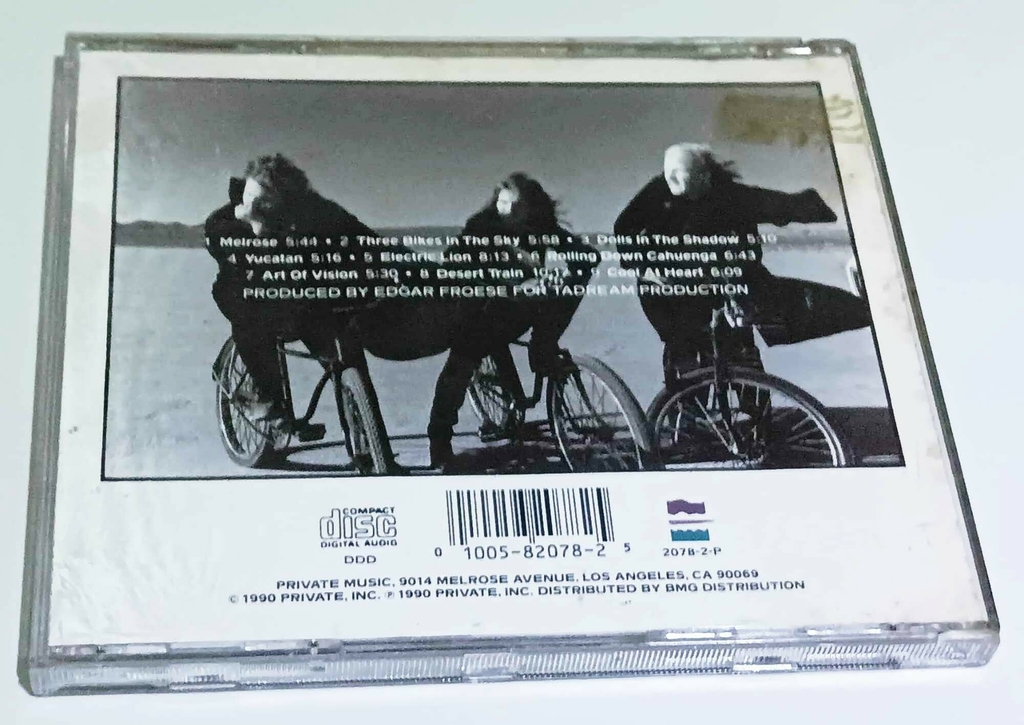 1 Melrose 5:44 • 2 Three Bikes In The Sky 5:58 • 3 Dolls In The Shadow 5:10
4 Yucatan 5:16 • 5 Electric Lion 8:13 • 6 Rolling Down Cahuenga 6:43
7 Art Of Vision 5:30 • 8 Desert Train • 9 Cool At Heart 6:09
PRODUCED BY EDGAR FROESE FOR TADREAM PRODUCTION
COMPACT
disc
DIGITAL AUDIO
DDD
0 1005-82078-2 5
2078-2-P
PRIVATE MUSIC, 9014 MELROSE AVENUE, LOS ANGELES, CA 90069
© 1990 PRIVATE, INC. ℗ 1990 PRIVATE, INC. DISTRIBUTED BY BMG DISTRIBUTION